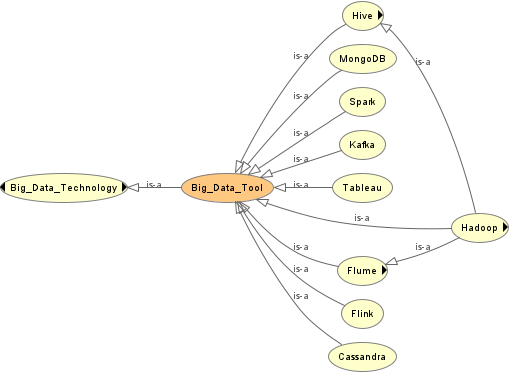 Hive
is-a
is-a
MongoDB
is-a
Spark
is-a
Kafka
is-a
Big_Data_Technology
is-a
Big_Data_Tool
is-a
Tableau
is-a
Hadoop
is-a
is-a
Flume
is-a
is-a
Flink
Cassandra